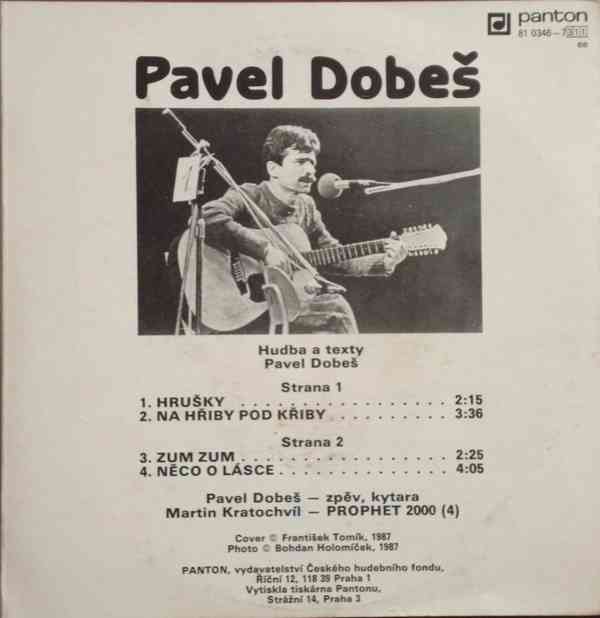 panton
81 0346–7311
Pavel Dobeš
Hudba a texty
Pavel Dobeš
Strana 1
1. HRUŠKY . . . . . . . . . . . . . . . . . 2:15
2. NA HŘIBY POD KŘIBY . . . . . . . . . 3:36
Strana 2
3. ZUM ZUM . . . . . . . . . . . . . . . . 2:25
4. NĚCO O LÁSCE . . . . . . . . . . . . . 4:05
Pavel Dobeš — zpěv, kytara
Martin Kratochvíl — PROPHET 2000 (4)
Cover © František Tomík, 1987
Photo © Bohdan Holomíček, 1987
PANTON, vydavatelství Českého hudebního fondu,
Říční 12, 118 39 Praha 1
Vytiskla tiskárna Pantonu,
Strážní 14, Praha 3